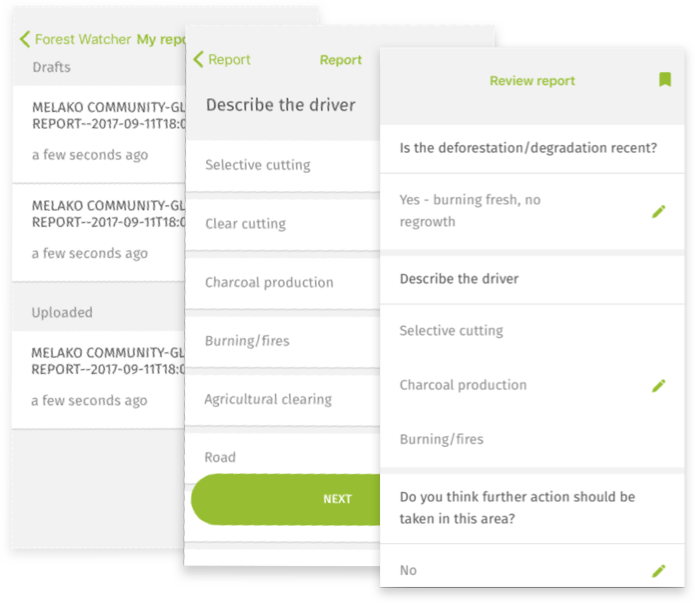 Forest Watcher My repo
Drafts
MELAKO COMMUNITY-GL
REPORT--2017-09-11T18:0
a few seconds ago
MELAKO COMMUNITY-GL
REPORT--2017-09-11T18:0
a few seconds ago
Uploaded
MELAKO COMMUNITY-GL
REPORT--2017-09-11T18:0
a few seconds ago
Report
Report
Describe the driver
Selective cutting
Clear cutting
Charcoal production
Burning/fires
Agricultural clearing
Road
NEXT
Review report
Is the deforestation/degradation recent?
Yes - burning fresh, no
regrowth
Describe the driver
Selective cutting
Charcoal production
Burning/fires
Do you think further action should be
taken in this area?
No